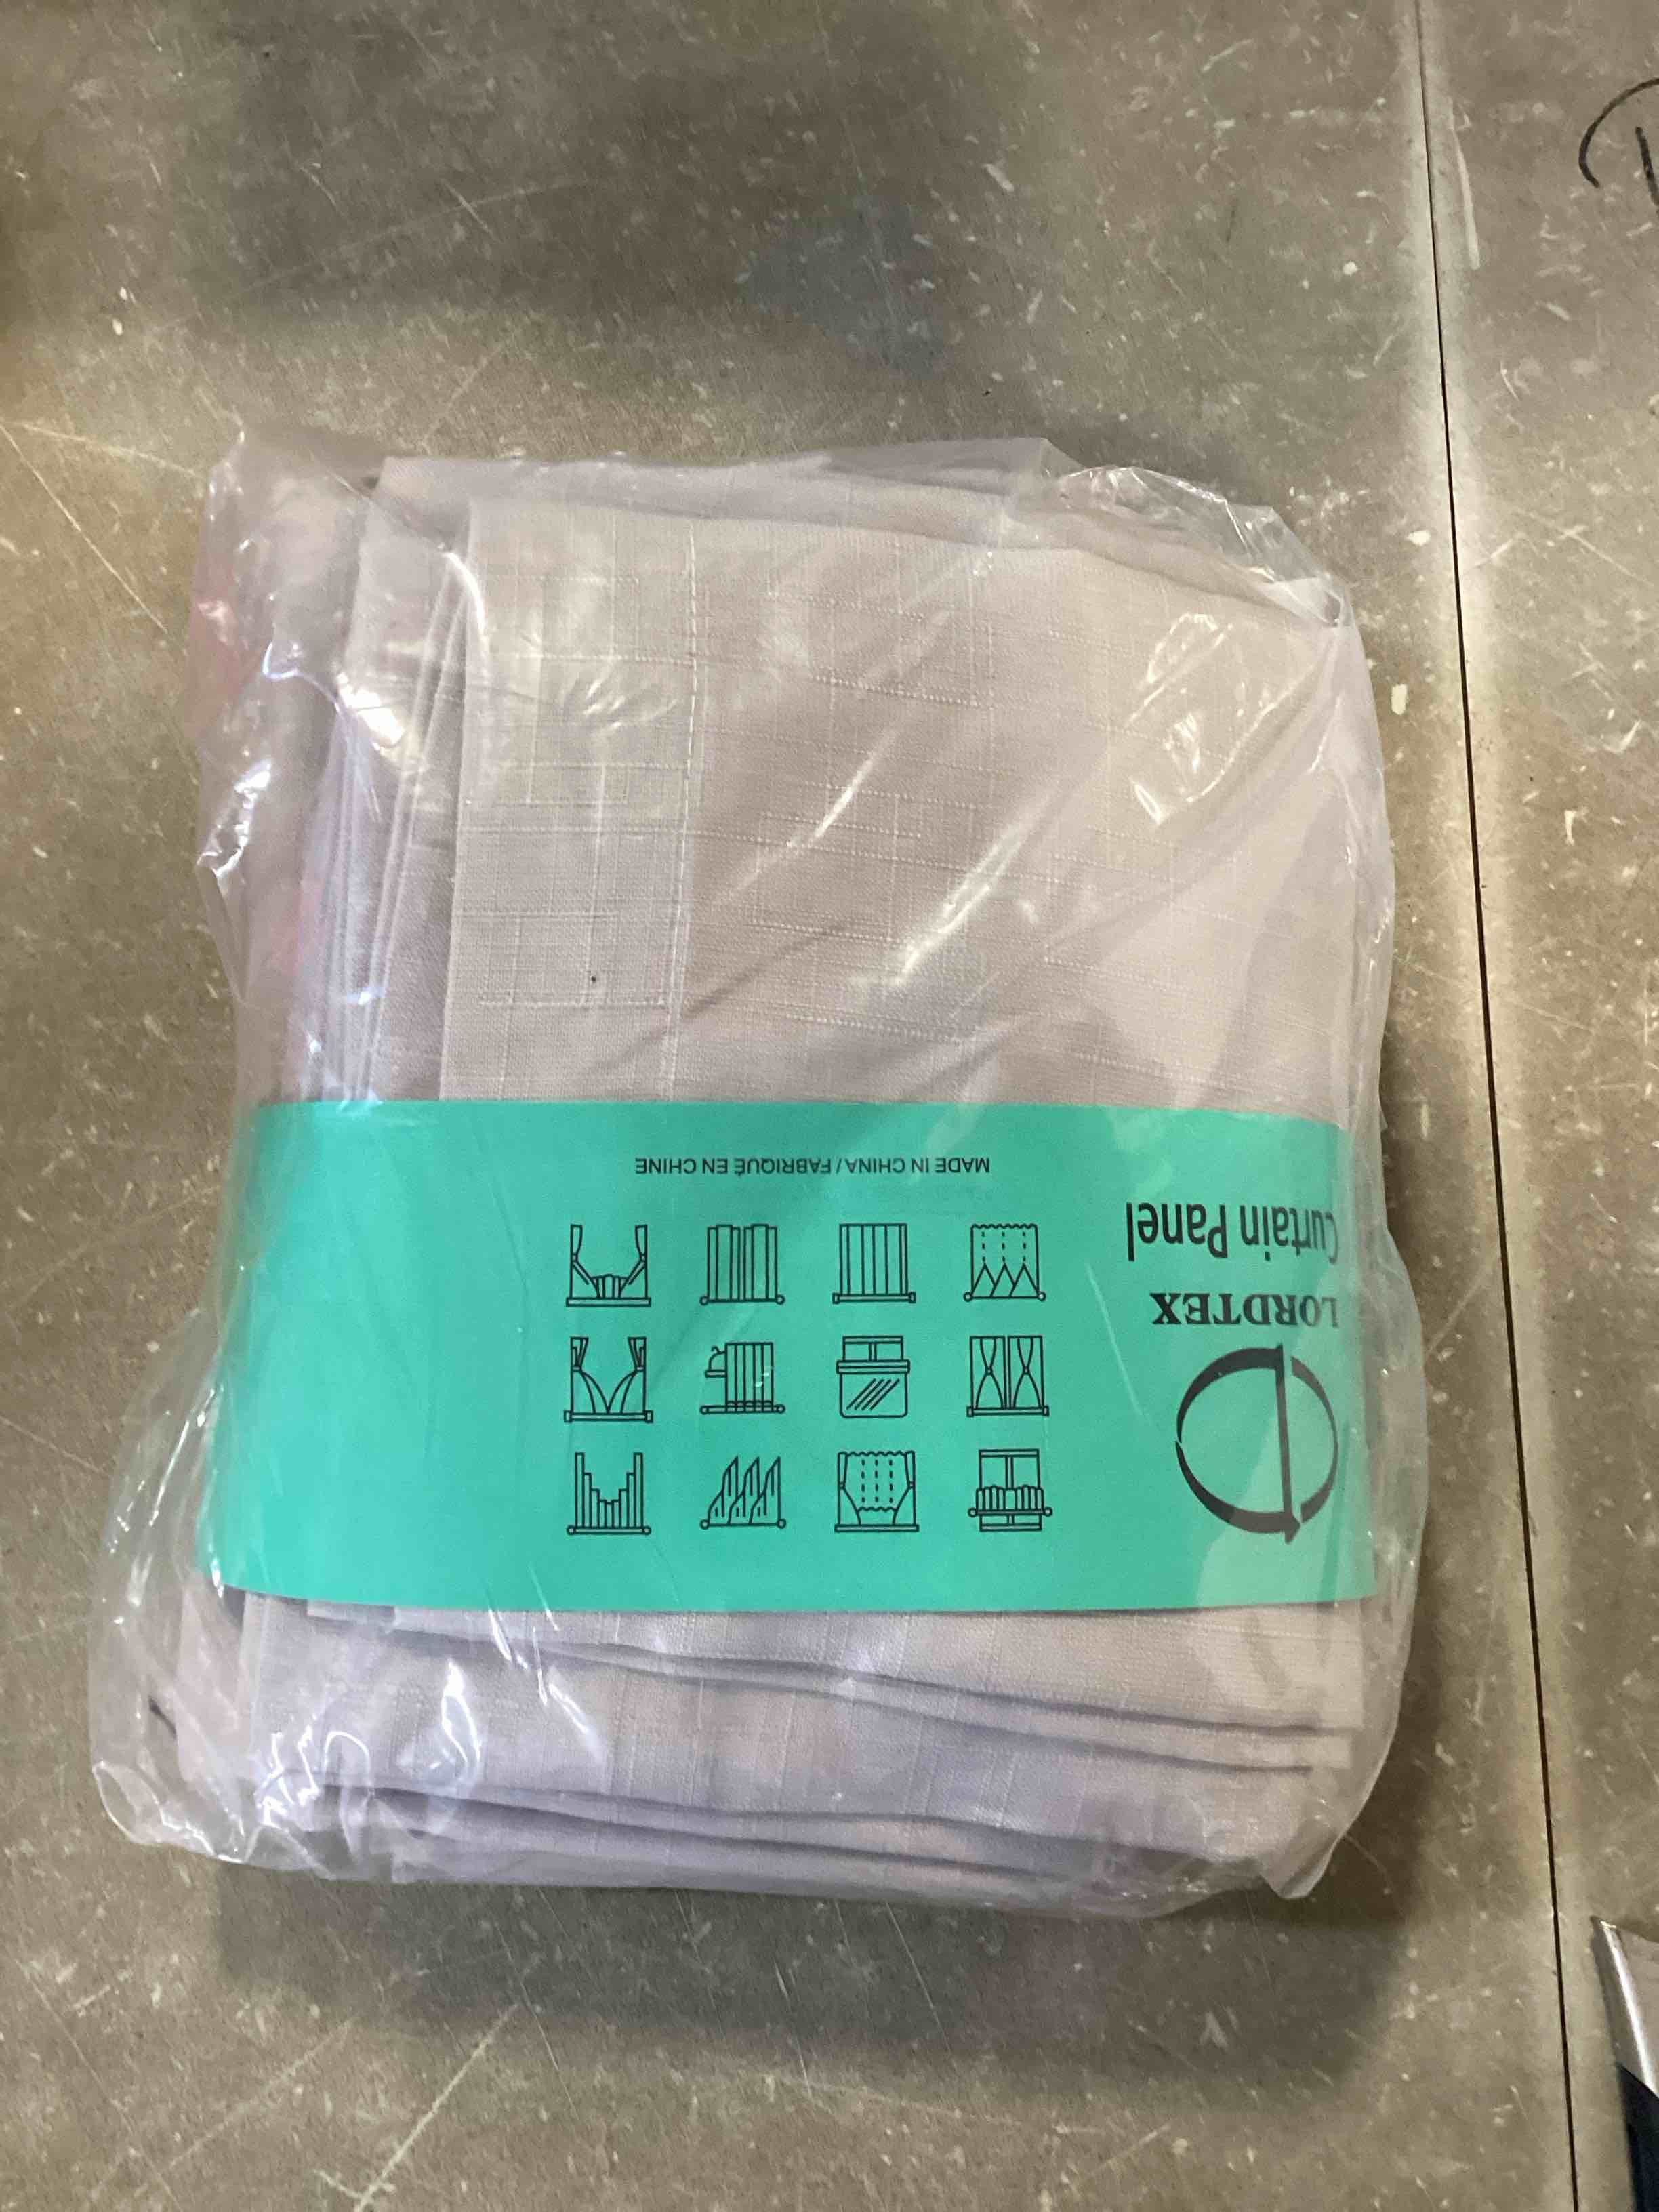 LORDTEX
Curtain Panel
MADE IN CHINA / FABRIQUÉ EN CHINE